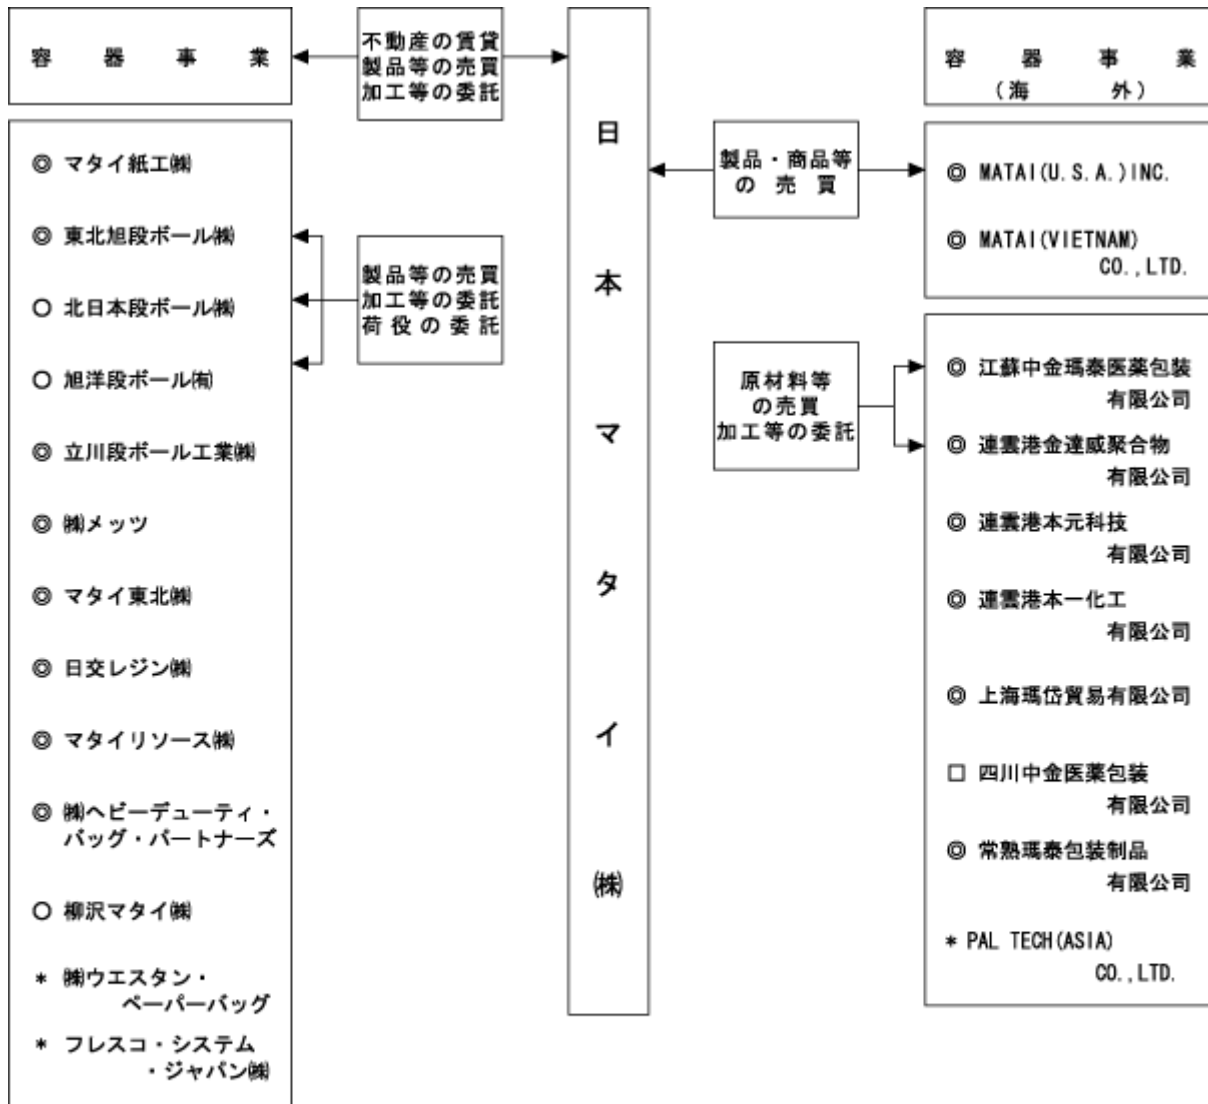 容器事業
◎ マタイ紙工㈱
◎ 東北旭段ボール㈱
○ 北日本段ボール㈱
○ 旭洋段ボール㈲
◎ 立川段ボール工業㈱
◎ ㈱メッツ
◎ マタイ東北㈱
◎ 日交レジン㈱
◎ マタイリソース㈱
◎ ㈱ヘビーデューティ・
バッグ・パートナーズ
○ 柳沢マタイ㈱
* ㈱ウエスタン・
ペーパーバッグ
* フレスコ・システム
・ジャパン㈱
不動産の賃貸
製品等の売買
加工等の委託
製品等の売買
加工等の委託
荷役の委託
日本マタイ㈱
製品・商品等
の売買
原材料等
の売買
加工等の委託
容器事業
(海外)
◎ MATAI(U.S.A.)INC.
◎ MATAI(VIETNAM)
CO.,LTD.
◎ 江蘇中金瑪泰医薬包装
有限公司
◎ 連雲港金達威聚合物
有限公司
◎ 連雲港本元科技
有限公司
◎ 連雲港本一化工
有限公司
◎ 上海瑪岱貿易有限公司
□ 四川中金医薬包装
有限公司
◎ 常熟瑪泰包装制品
有限公司
* PAL TECH(ASIA)
CO.,LTD.